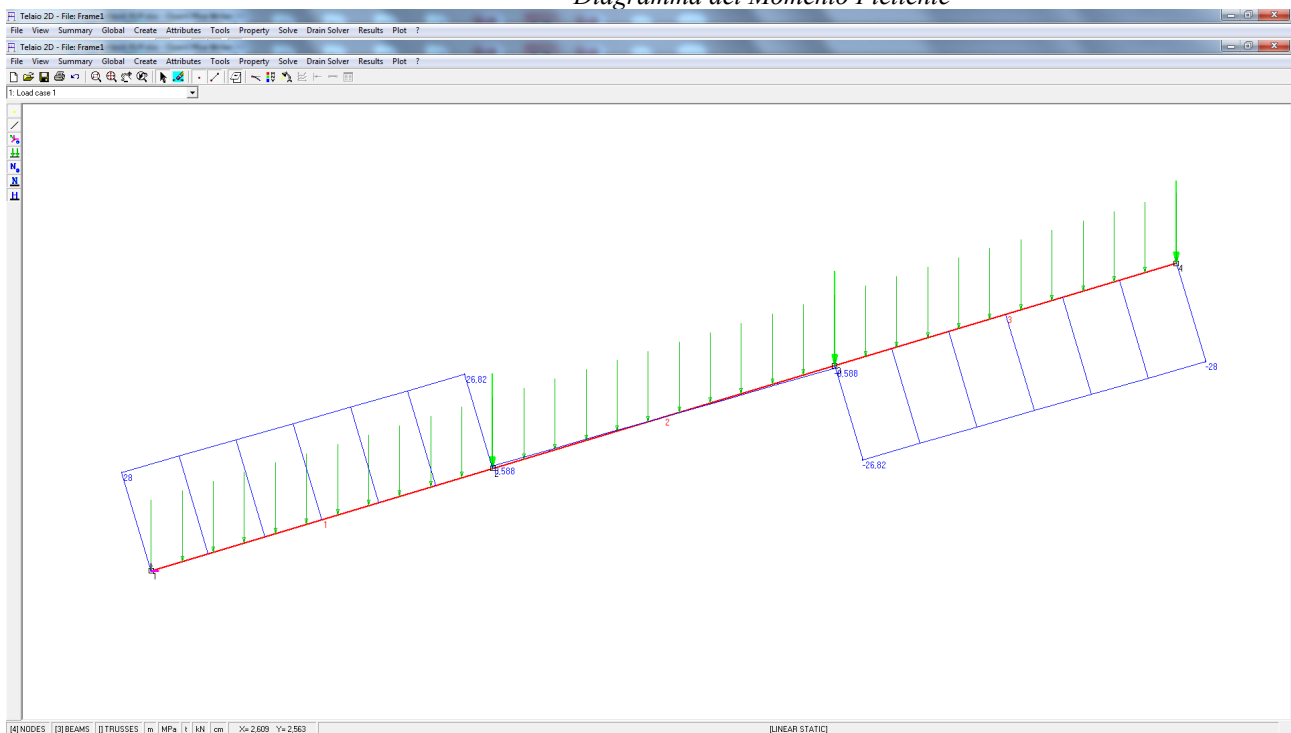 Diagramma del Momento Flettente
Telaio 2D - File: Frame1
File View Summary Global Create Attributes Tools Property Solve Drain Solver Results Plot ?
Telaio 2D - File: Frame1
File View Summary Global Create Attributes Tools Property Solve Drain Solver Results Plot ?
1: Load case 1
4
3
-28
26,82
-0,588
2
0,588
2
-26,82
28
1
1
[4] NODES [3] BEAMS [] TRUSSES m MPa t kN cm X= 2,609 Y= 2,563 [LINEAR STATIC]